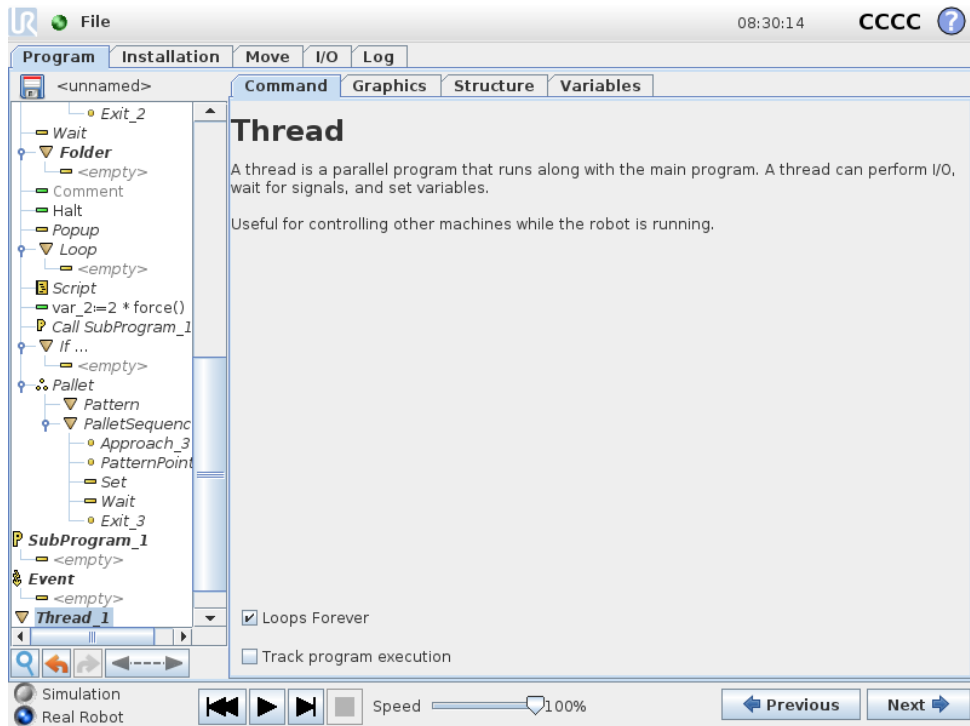 UR File 08:30:14 CCCC ?
Program Installation Move I/O Log
<unnamed>
Command Graphics Structure Variables
Exit_2
Wait
Folder
<empty>
Comment
Halt
Popup
Loop
<empty>
Script
var_2:=2 * force()
Call SubProgram_1
If ...
<empty>
Pallet
Pattern
PalletSequenc
Approach_3
PatternPoint
Set
Wait
Exit_3
SubProgram_1
<empty>
Event
<empty>
Thread_1
Thread
A thread is a parallel program that runs along with the main program. A thread can perform I/O,
wait for signals, and set variables.
Useful for controlling other machines while the robot is running.
Loops Forever
Track program execution
Simulation
Real Robot
Speed 100%
Previous Next